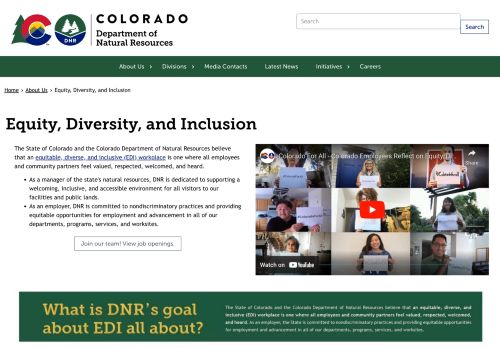 COLORADO
Department of
Natural Resources
DNR
Search
Search
About Us
Divisions
Media Contacts
Latest News
Initiatives
Careers
Home > About Us > Equity, Diversity, and Inclusion
Equity, Diversity, and Inclusion
The State of Colorado and the Colorado Department of Natural Resources believe
that an equitable, diverse, and inclusive (EDI) workplace is one where all employees
and community partners feel valued, respected, welcomed, and heard.
• As a manager of the state's natural resources, DNR is dedicated to supporting a
welcoming, inclusive, and accessible environment for all visitors to our
facilities and public lands.
• As an employer, DNR is committed to nondiscriminatory practices and providing
equitable opportunities for employment and advancement in all of our
departments, programs, services, and worksites.
Join our team! View job openings.
Colorado For All - Colorado Employees Reflect on Equity, Di...
Watch on YouTube
What is DNR's goal
about EDI all about?
The State of Colorado and the Colorado Department of Natural Resources believe that an equitable, diverse, and
inclusive (EDI) workplace is one where all employees and community partners feel valued, respected, welcomed,
and heard. As an employer, the State is committed to nondiscriminatory practices and providing equitable opportunities
for employment and advancement in all of our departments, programs, services, and worksites.